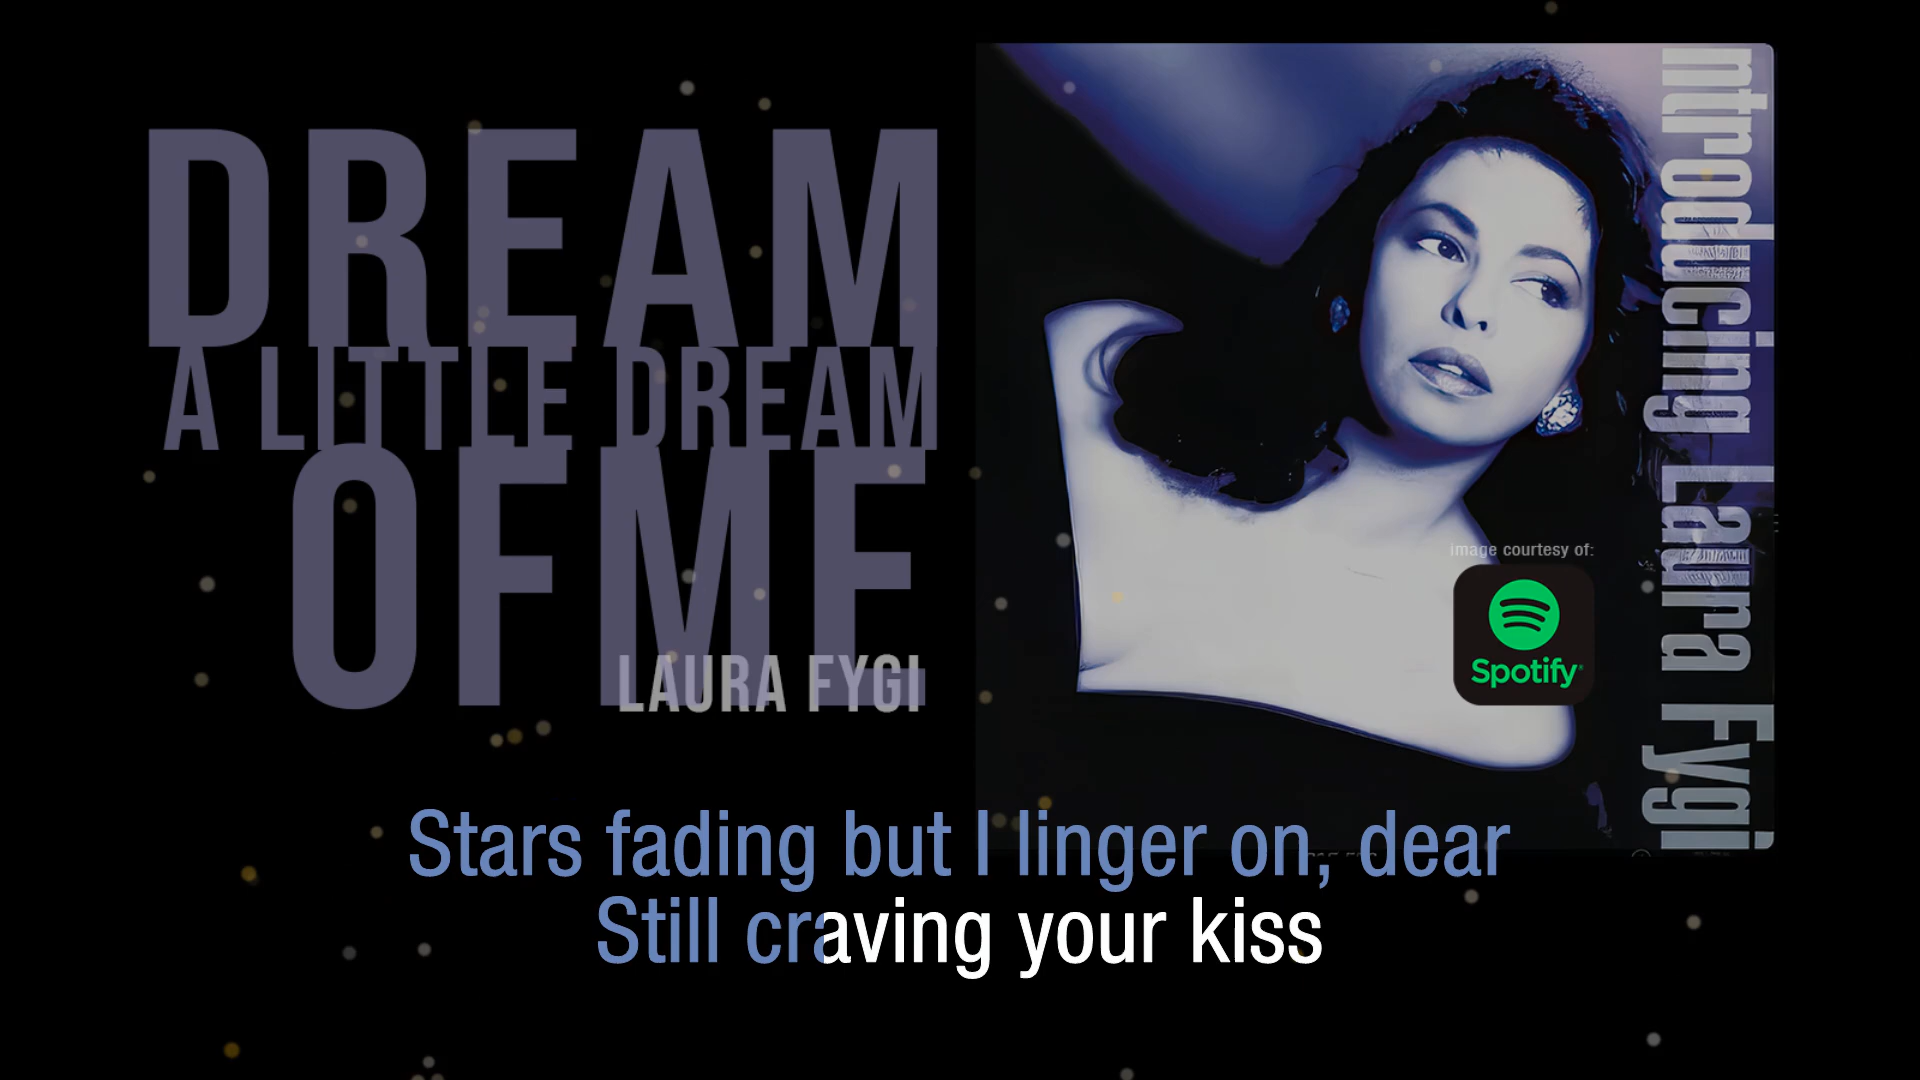 DREAM
A LITTLE DREAM
OF ME
LAURA FYGI
ntroducing Laura Fygi
image courtesy of:
Spotify
Stars fading but I linger on, dear
Still craving your kiss